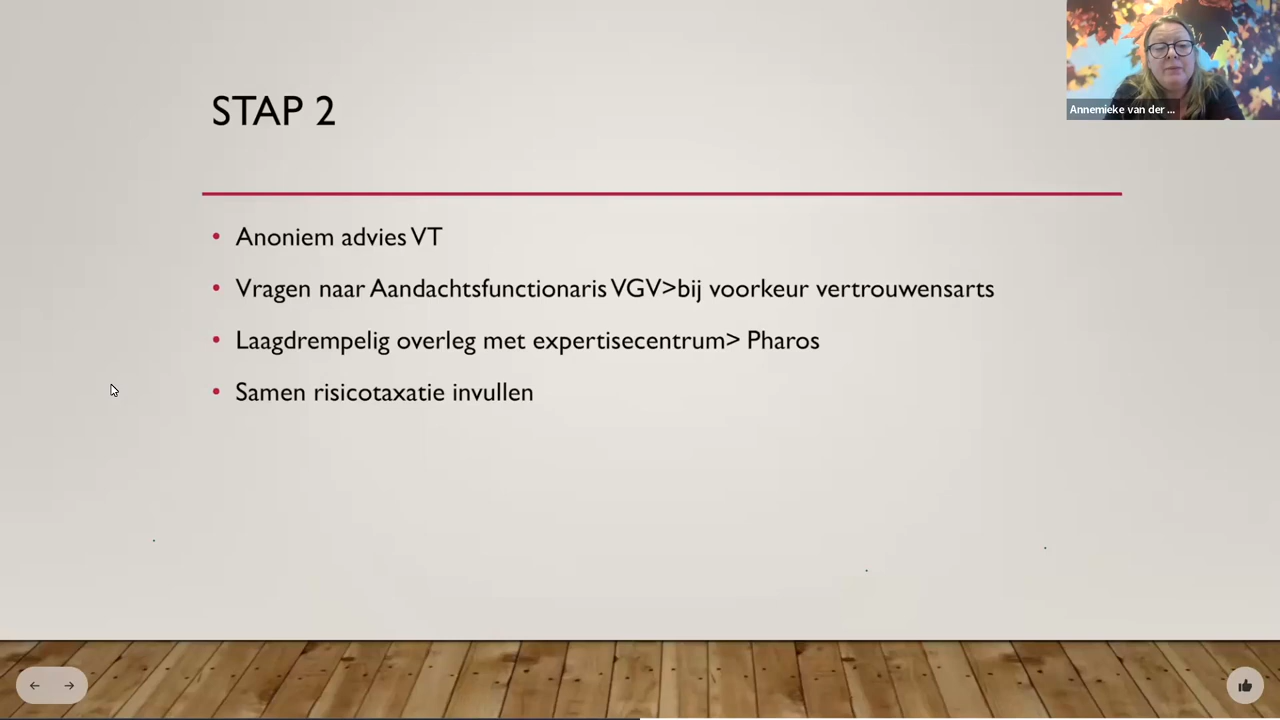 STAP 2
Annemieke van der ...
Anoniem advies VT
Vragen naar Aandachtsfunctionaris VGV>bij voorkeur vertrouwensarts
Laagdrempelig overleg met expertisecentrum> Pharos
Samen risicotaxatie invullen